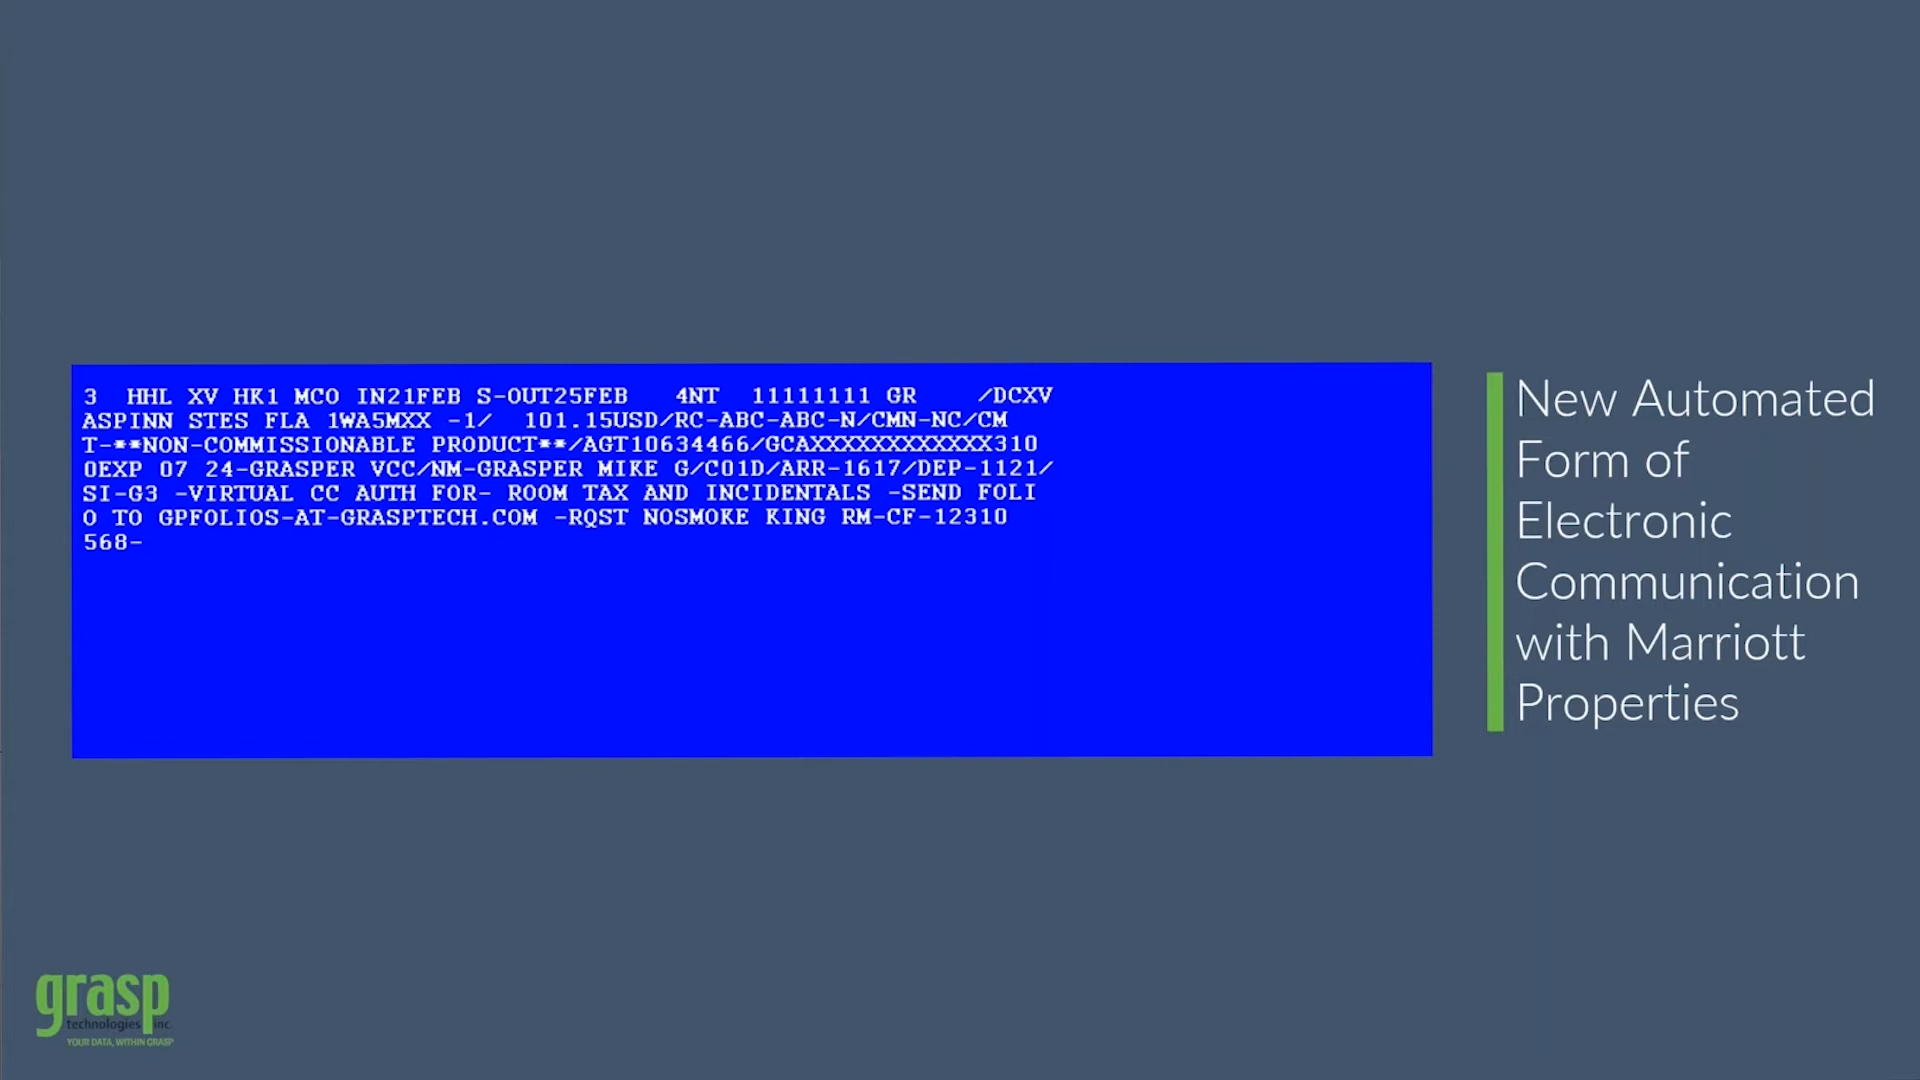 3  HHL XV HK1 MCO IN21FEB S-OUT25FEB   4NT  11111111 GR    /DCXV
ASPINN STES FLA 1WA5MXX -1/  101.15USD/RC-ABC-ABC-N/CMN-NC/CM
T-**NON-COMMISSIONABLE PRODUCT**/AGT10634466/GCAXXXXXXXXXXXX310
0EXP 07 24-GRASPER VCC/NM-GRASPER MIKE G/C01D/ARR-1617/DEP-1121/
SI-G3 -VIRTUAL CC AUTH FOR- ROOM TAX AND INCIDENTALS -SEND FOLI
O TO GPFOLIOS-AT-GRASPTECH.COM -RQST NOSMOKE KING RM-CF-12310
568-
New Automated
Form of
Electronic
Communication
with Marriott
Properties
grasp
technologies inc.
YOUR DATA, WITHIN GRASP